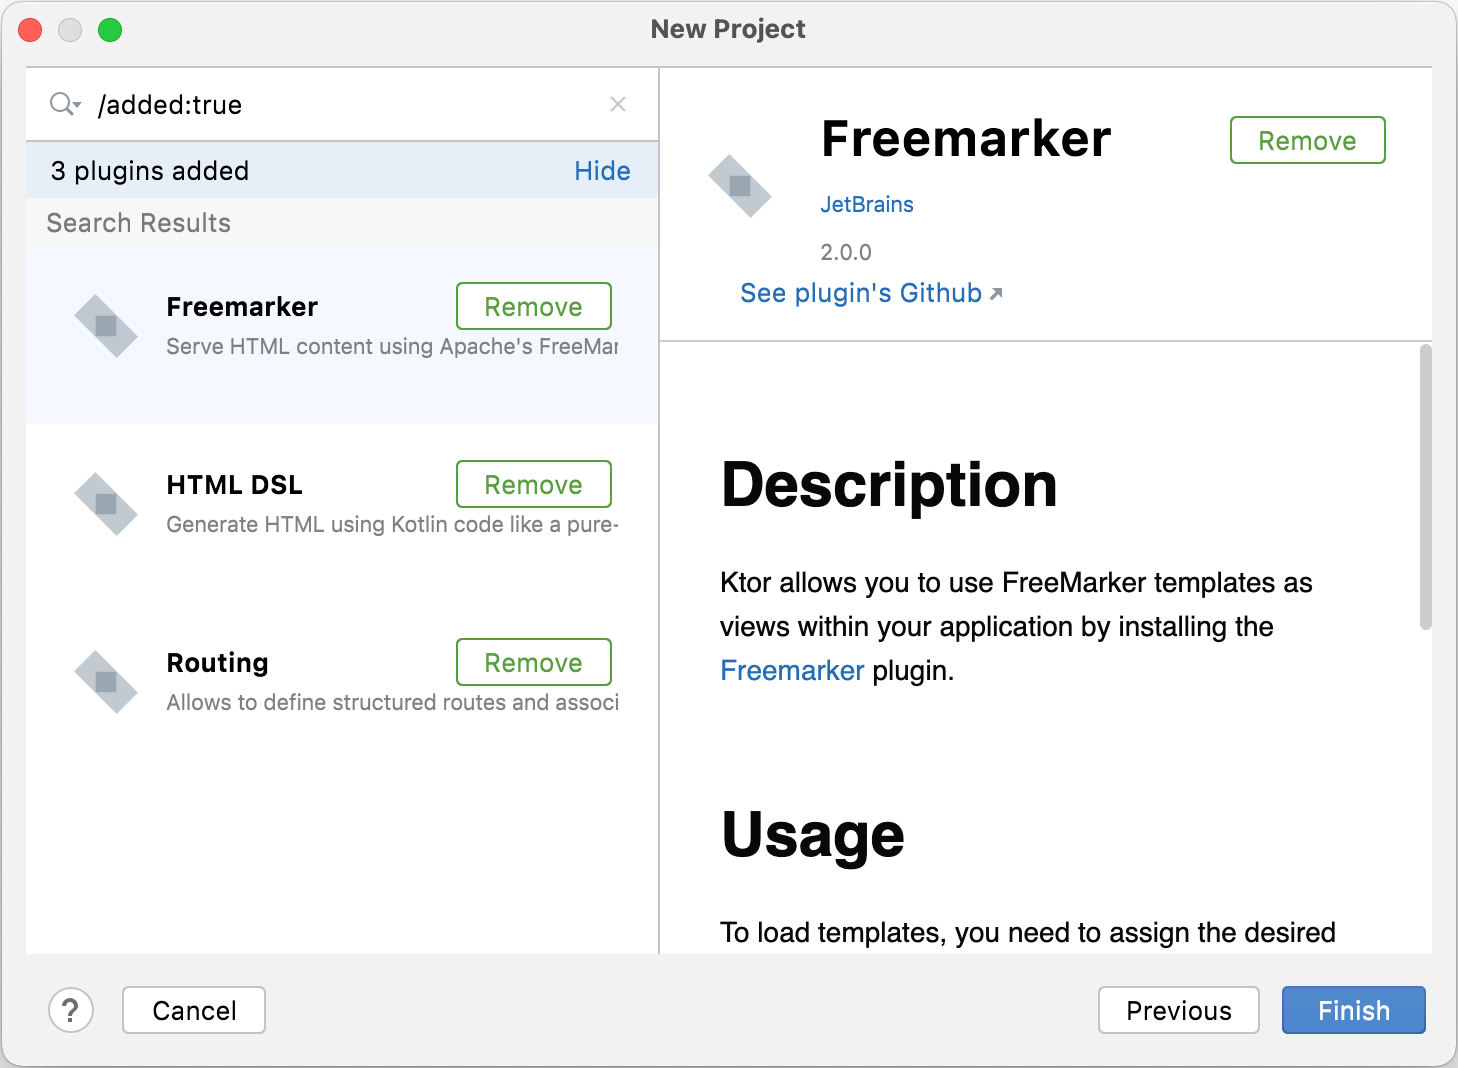 New Project
/added:true
3 plugins added
Hide
Search Results
Freemarker
Remove
Serve HTML content using Apache's FreeMar
HTML DSL
Remove
Generate HTML using Kotlin code like a pure-
Routing
Remove
Allows to define structured routes and associ
Freemarker
Remove
JetBrains
2.0.0
See plugin's Github
Description
Ktor allows you to use FreeMarker templates as
views within your application by installing the
Freemarker plugin.
Usage
To load templates, you need to assign the desired
?
Cancel
Previous
Finish